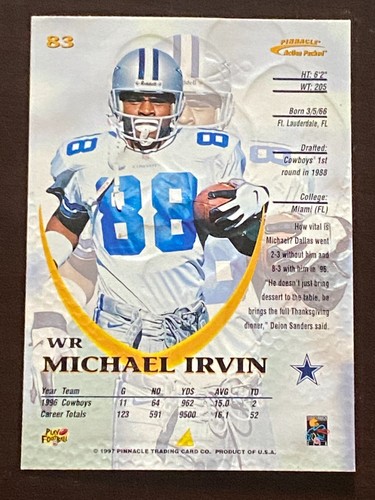 83
PINNACLE
Action Packed
HT: 6'2"
WT: 205
Born 3/5/66
Ft. Lauderdale, FL
Drafted:
Cowboys' 1st
round in 1988
College:
Miami (FL)
88
How vital is
Michael? Dallas went
2-3 without him and
8-3 with him in '96.
"He doesn't just bring
dessert to the table, he
brings the full Thanksgiving
dinner," Deion Sanders said.
WR
MICHAEL IRVIN
Year Team G NO YDS AVG TD
1996 Cowboys 11 64 962 15.0 2
Career Totals 123 591 9500 16.1 52
PLAY
FOOTBALL
© 1997 PINNACLE TRADING CARD CO. PRODUCT OF U.S.A.